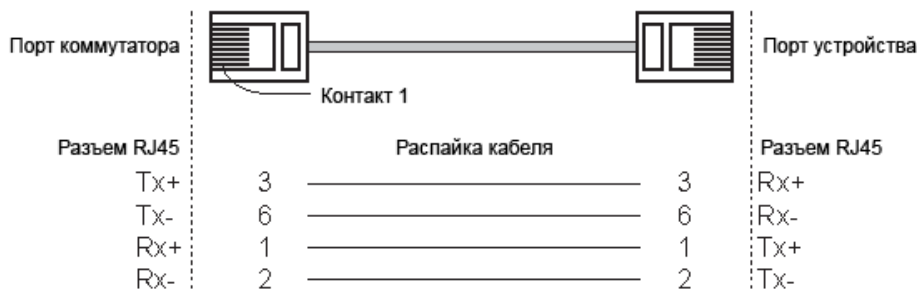 Порт коммутатора
Порт устройства
Контакт 1
Разъем RJ45 Распайка кабеля Разъем RJ45
Tx+ 3 3 Rx+
Tx- 6 6 Rx-
Rx+ 1 1 Tx+
Rx- 2 2 Tx-